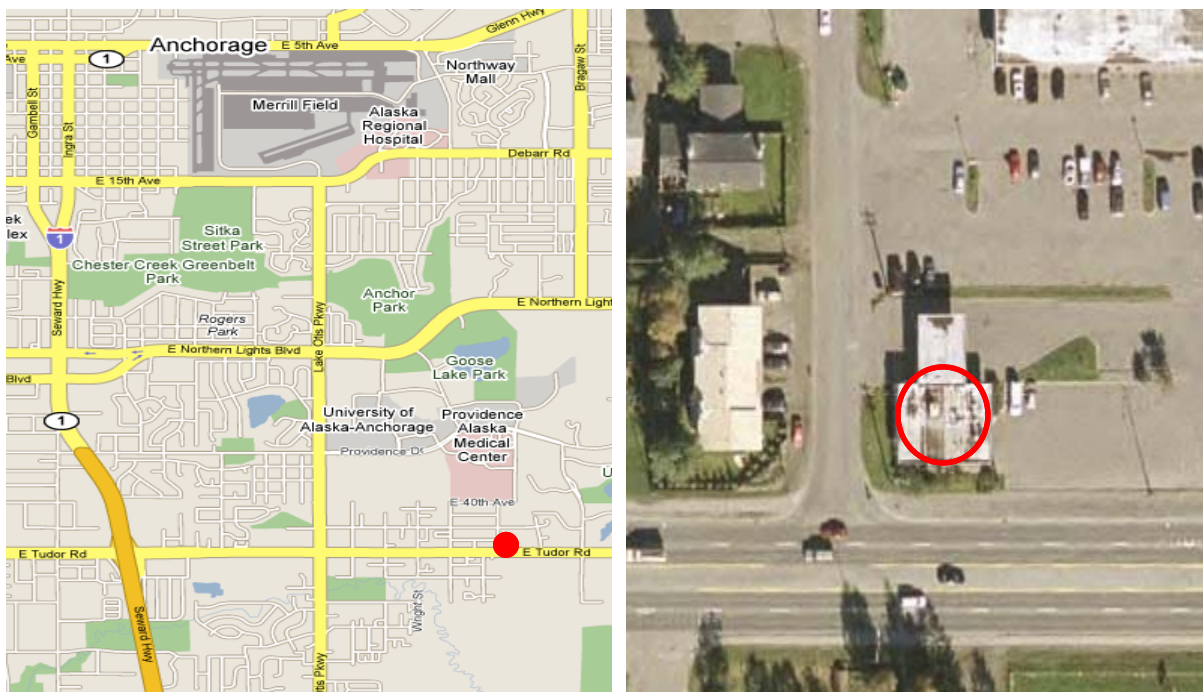 Glenn Hwy
Anchorage
E 5th Ave
Ave
1
Northway
Mall
Bragaw St
Gambell St
Ingra St
Merrill Field
Alaska
Regional
Hospital
Debarr Rd
E 15th Ave
ek
lex
1
Sitka
Street Park
Chester Creek Greenbelt
Park
Seward Hwy
Lake Otis Pkwy
Anchor
Park
E Northern Light
Rogers
Park
E Northern Lights Blvd
Blvd
Goose
Lake Park
1
University of
Alaska-Anchorage
Providence
Alaska
Medical
Center
Providence Dr
U
E 40th Ave
E Tudor Rd
E Tudor Rd
Wright St
Seward Hwy
tis Pkwy